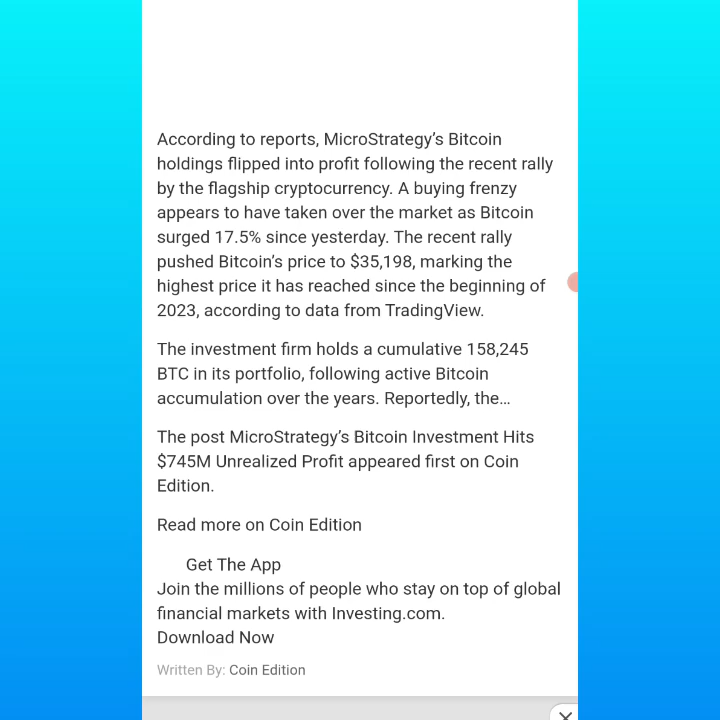 According to reports, MicroStrategy’s Bitcoin
holdings flipped into profit following the recent rally
by the flagship cryptocurrency. A buying frenzy
appears to have taken over the market as Bitcoin
surged 17.5% since yesterday. The recent rally
pushed Bitcoin’s price to $35,198, marking the
highest price it has reached since the beginning of
2023, according to data from TradingView.
The investment firm holds a cumulative 158,245
BTC in its portfolio, following active Bitcoin
accumulation over the years. Reportedly, the…
The post MicroStrategy’s Bitcoin Investment Hits
$745M Unrealized Profit appeared first on Coin
Edition.
Read more on Coin Edition
Get The App
Join the millions of people who stay on top of global
financial markets with Investing.com.
Download Now
Written By: Coin Edition